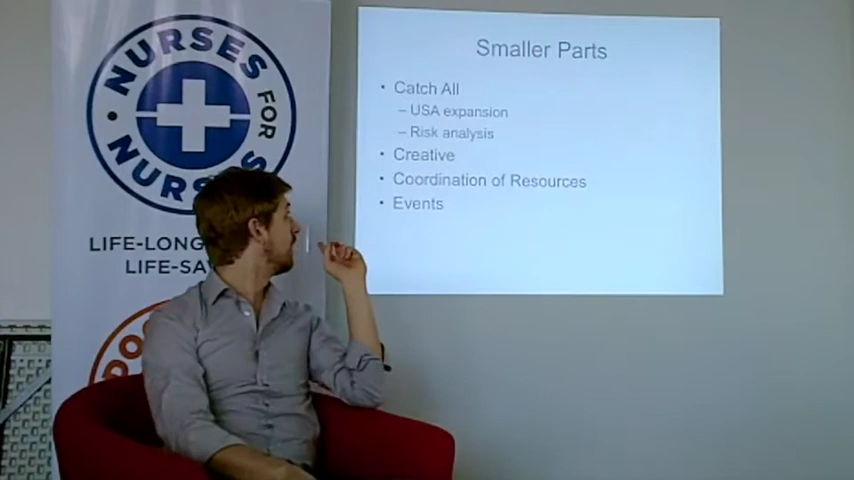 NURSES FOR
NURSES
LIFE-LONG
LIFE-
Smaller Parts
• Catch All
– USA expansion
– Risk analysis
• Creative
• Coordination of Resources
• Events